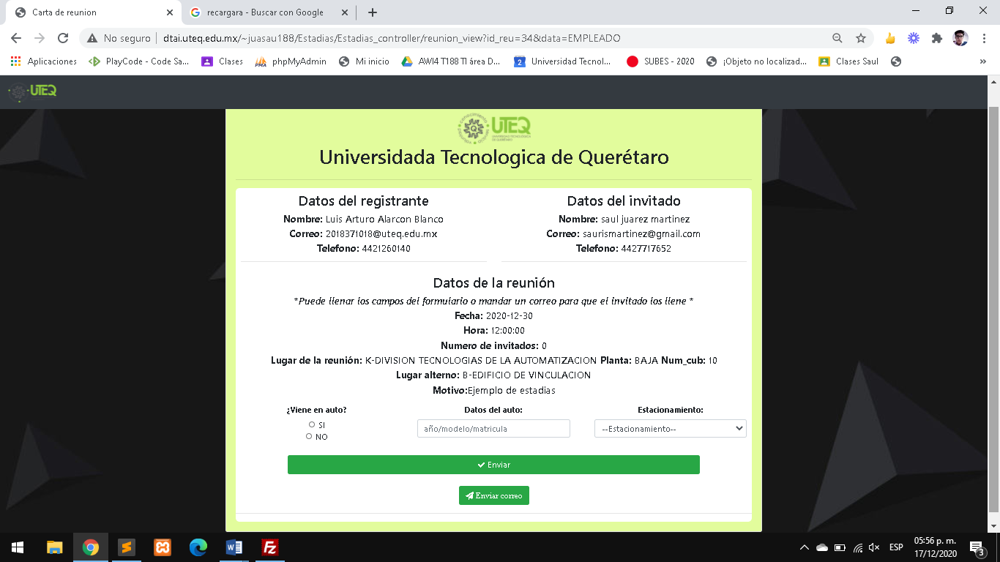 Carta de reunion
recargara - Buscar con Google
No seguro
dtai.uteq.edu.mx/~juasau188/Estadias/Estadias_controller/reunion_view?id_reu=34&data=EMPLEADO
Aplicaciones
PlayCode - Code Sa...
Clases
phpMyAdmin
Mi inicio
AWI4 T188 TI área D...
Universidad Tecnol...
SUBES - 2020
¡Objeto no localizad...
Clases Saul
UTEQ
UTEQ
Universidada Tecnologica de Querétaro
Datos del registrante
Nombre: Luis Arturo Alarcon Blanco
Correo: 2018371018@uteq.edu.mx
Telefono: 4421260140
Datos del invitado
Nombre: saul juarez martinez
Correo: saurismartinez@gmail.com
Telefono: 4427717652
Datos de la reunión
*Puede llenar los campos del formulario o mandar un correo para que el invitado los llene *
Fecha: 2020-12-30
Hora: 12:00:00
Numero de invitados: 0
Lugar de la reunión: K-DIVISION TECNOLOGIAS DE LA AUTOMATIZACION Planta: BAJA Num_cub: 10
Lugar alterno: B-EDIFICIO DE VINCULACION
Motivo:Ejemplo de estadias
¿Viene en auto?
SI
NO
Datos del auto:
año/modelo/matricula
Estacionamiento:
--Estacionamiento--
Enviar
Enviar correo
ESP
05:56 p. m.
17/12/2020
3